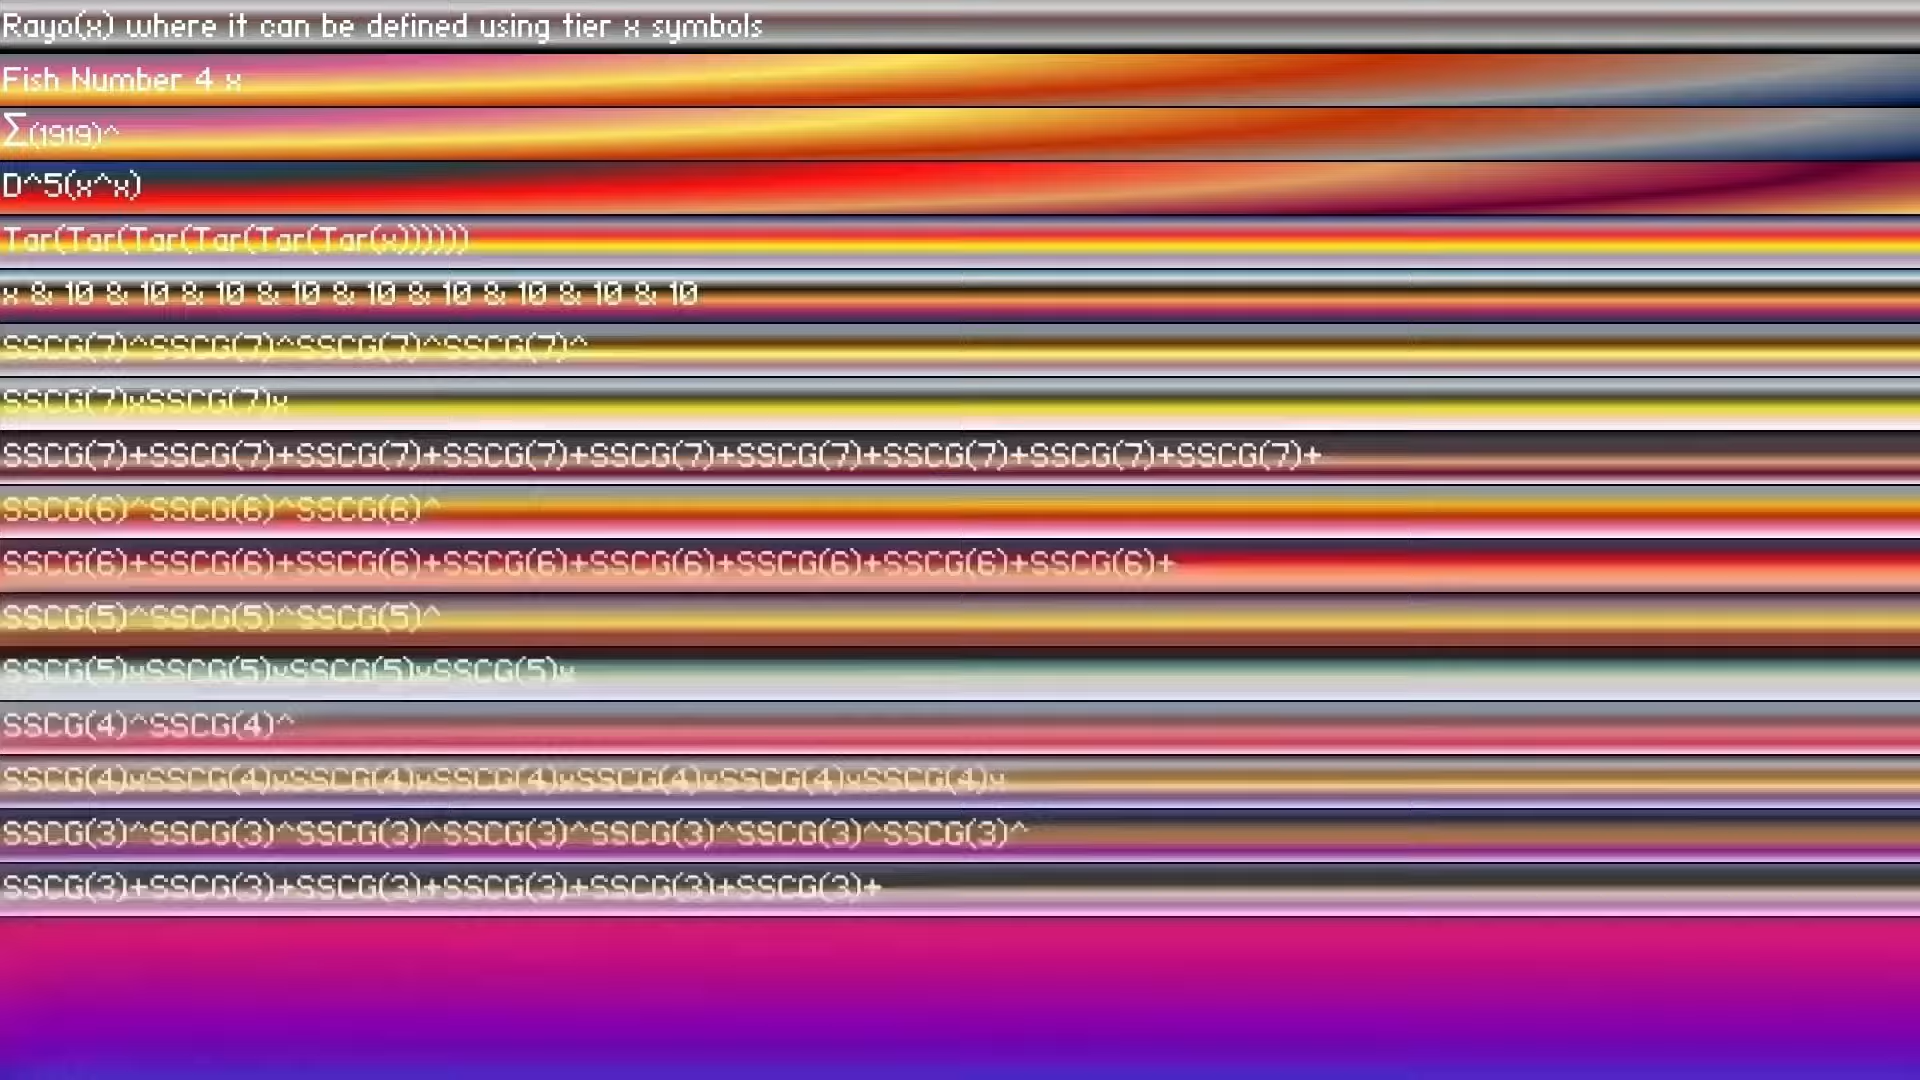 Rayo(x) where it can be defined using tier x symbols
Fish Number 4 x
∑(1919)^
D^5(x^x)
Tar(Tar(Tar(Tar(Tar(Tar(x))))))
x & 10 & 10 & 10 & 10 & 10 & 10 & 10 & 10 & 10
SSCG(7)^SSCG(7)^SSCG(7)^SSCG(7)^
SSCG(7)xSSCG(7)x
SSCG(7)+SSCG(7)+SSCG(7)+SSCG(7)+SSCG(7)+SSCG(7)+SSCG(7)+SSCG(7)+SSCG(7)+
SSCG(6)^SSCG(6)^SSCG(6)^
SSCG(6)+SSCG(6)+SSCG(6)+SSCG(6)+SSCG(6)+SSCG(6)+SSCG(6)+SSCG(6)+
SSCG(5)^SSCG(5)^SSCG(5)^
SSCG(5)xSSCG(5)xSSCG(5)xSSCG(5)x
SSCG(4)^SSCG(4)^
SSCG(4)xSSCG(4)xSSCG(4)xSSCG(4)xSSCG(4)xSSCG(4)xSSCG(4)x
SSCG(3)^SSCG(3)^SSCG(3)^SSCG(3)^SSCG(3)^SSCG(3)^SSCG(3)^
SSCG(3)+SSCG(3)+SSCG(3)+SSCG(3)+SSCG(3)+SSCG(3)+